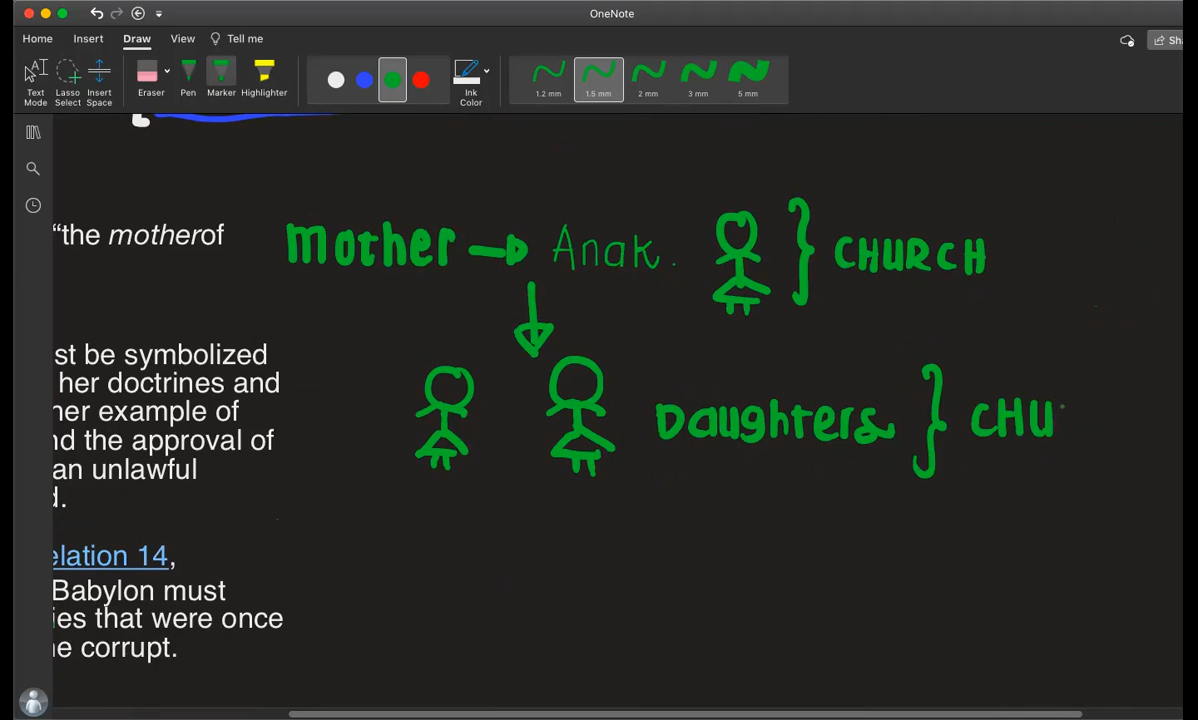 OneNote
Home Insert Draw View Tell me
Sha
Text Mode
Lasso Select
Insert Space
Eraser
Pen
Marker
Highlighter
Ink Color
1.2 mm
1.5 mm
2 mm
3 mm
5 mm
“the motherof
mother Anak. CHURCH
st be symbolized
her doctrines and
ner example of
nd the approval of
an unlawful
d.
Daughters CHU
elation 14,
Babylon must
ies that were once
ne corrupt.